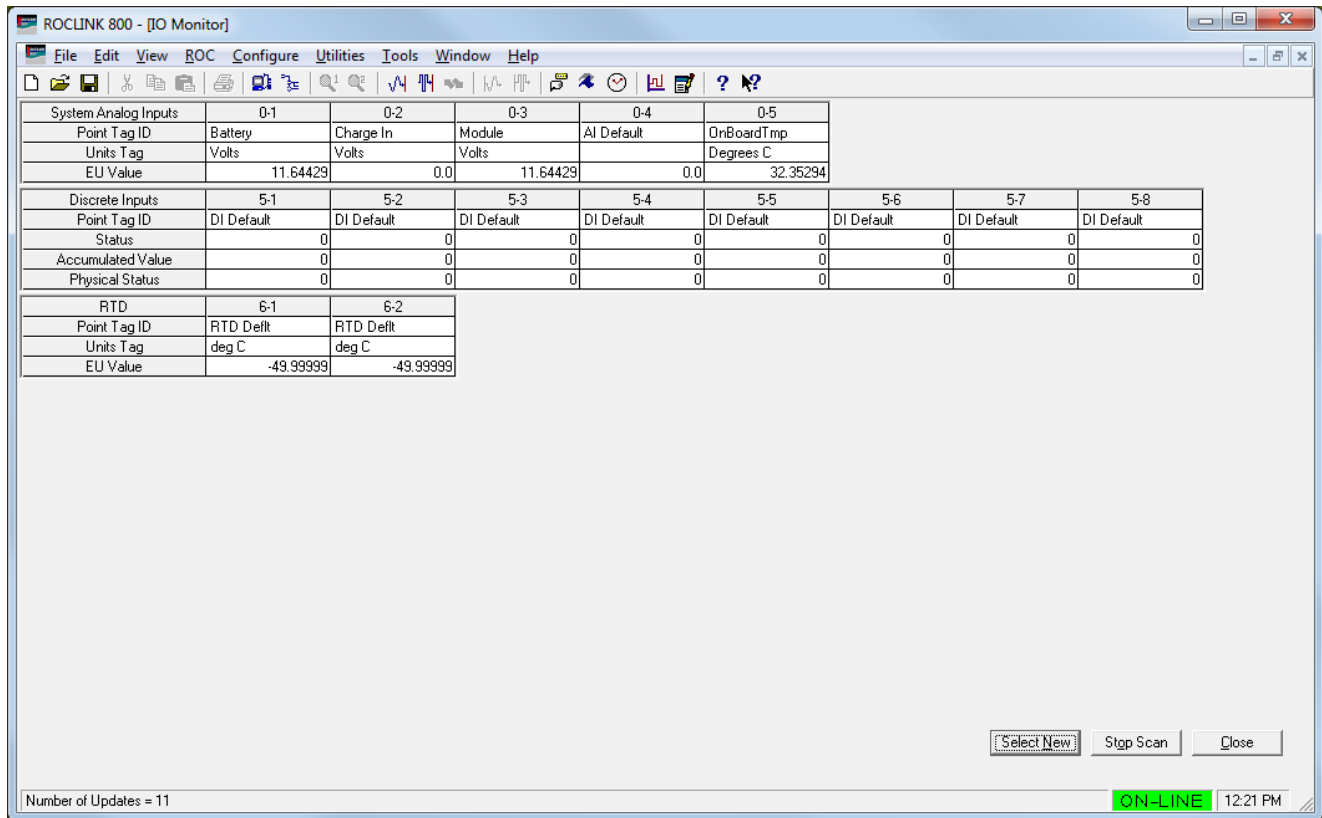 ROCLINK 800 - [IO Monitor]
File Edit View ROC Configure Utilities Tools Window Help
System Analog Inputs 0-1 0-2 0-3 0-4 0-5
Point Tag ID Battery Charge In Module AI Default OnBoardTmp
Units Tag Volts Volts Volts Degrees C
EU Value 11.64429 0.0 11.64429 0.0 32.35294
Discrete Inputs 5-1 5-2 5-3 5-4 5-5 5-6 5-7 5-8
Point Tag ID DI Default DI Default DI Default DI Default DI Default DI Default DI Default DI Default
Status 0 0 0 0 0 0 0 0
Accumulated Value 0 0 0 0 0 0 0 0
Physical Status 0 0 0 0 0 0 0 0
RTD 6-1 6-2
Point Tag ID RTD Deflt RTD Deflt
Units Tag deg C deg C
EU Value -49.99999 -49.99999
Select New Stop Scan Close
Number of Updates = 11 ON-LINE 12:21 PM